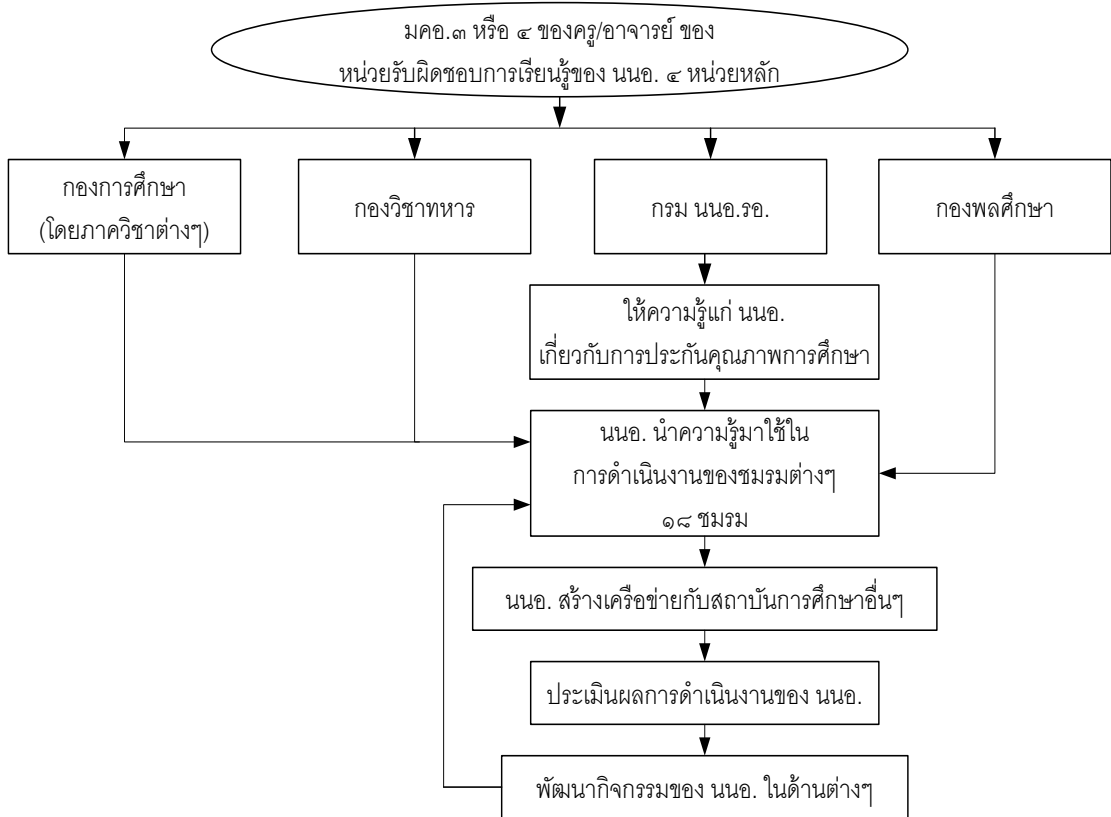 มคอ.๓ หรือ ๔ ของครู/อาจารย์ ของ
หน่วยรับผิดชอบการเรียนรู้ของ นนอ. ๔ หน่วยหลัก
กองการศึกษา
(โดยภาควิชาต่างๆ)
กองวิชาทหาร
กรม นนอ.รอ.
กองพลศึกษา
ให้ความรู้แก่ นนอ.
เกี่ยวกับการประกันคุณภาพการศึกษา
นนอ. นำความรู้มาใช้ใน
การดำเนินงานของชมรมต่างๆ
๑๘ ชมรม
นนอ. สร้างเครือข่ายกับสถาบันการศึกษาอื่นๆ
ประเมินผลการดำเนินงานของ นนอ.
พัฒนากิจกรรมของ นนอ. ในด้านต่างๆ